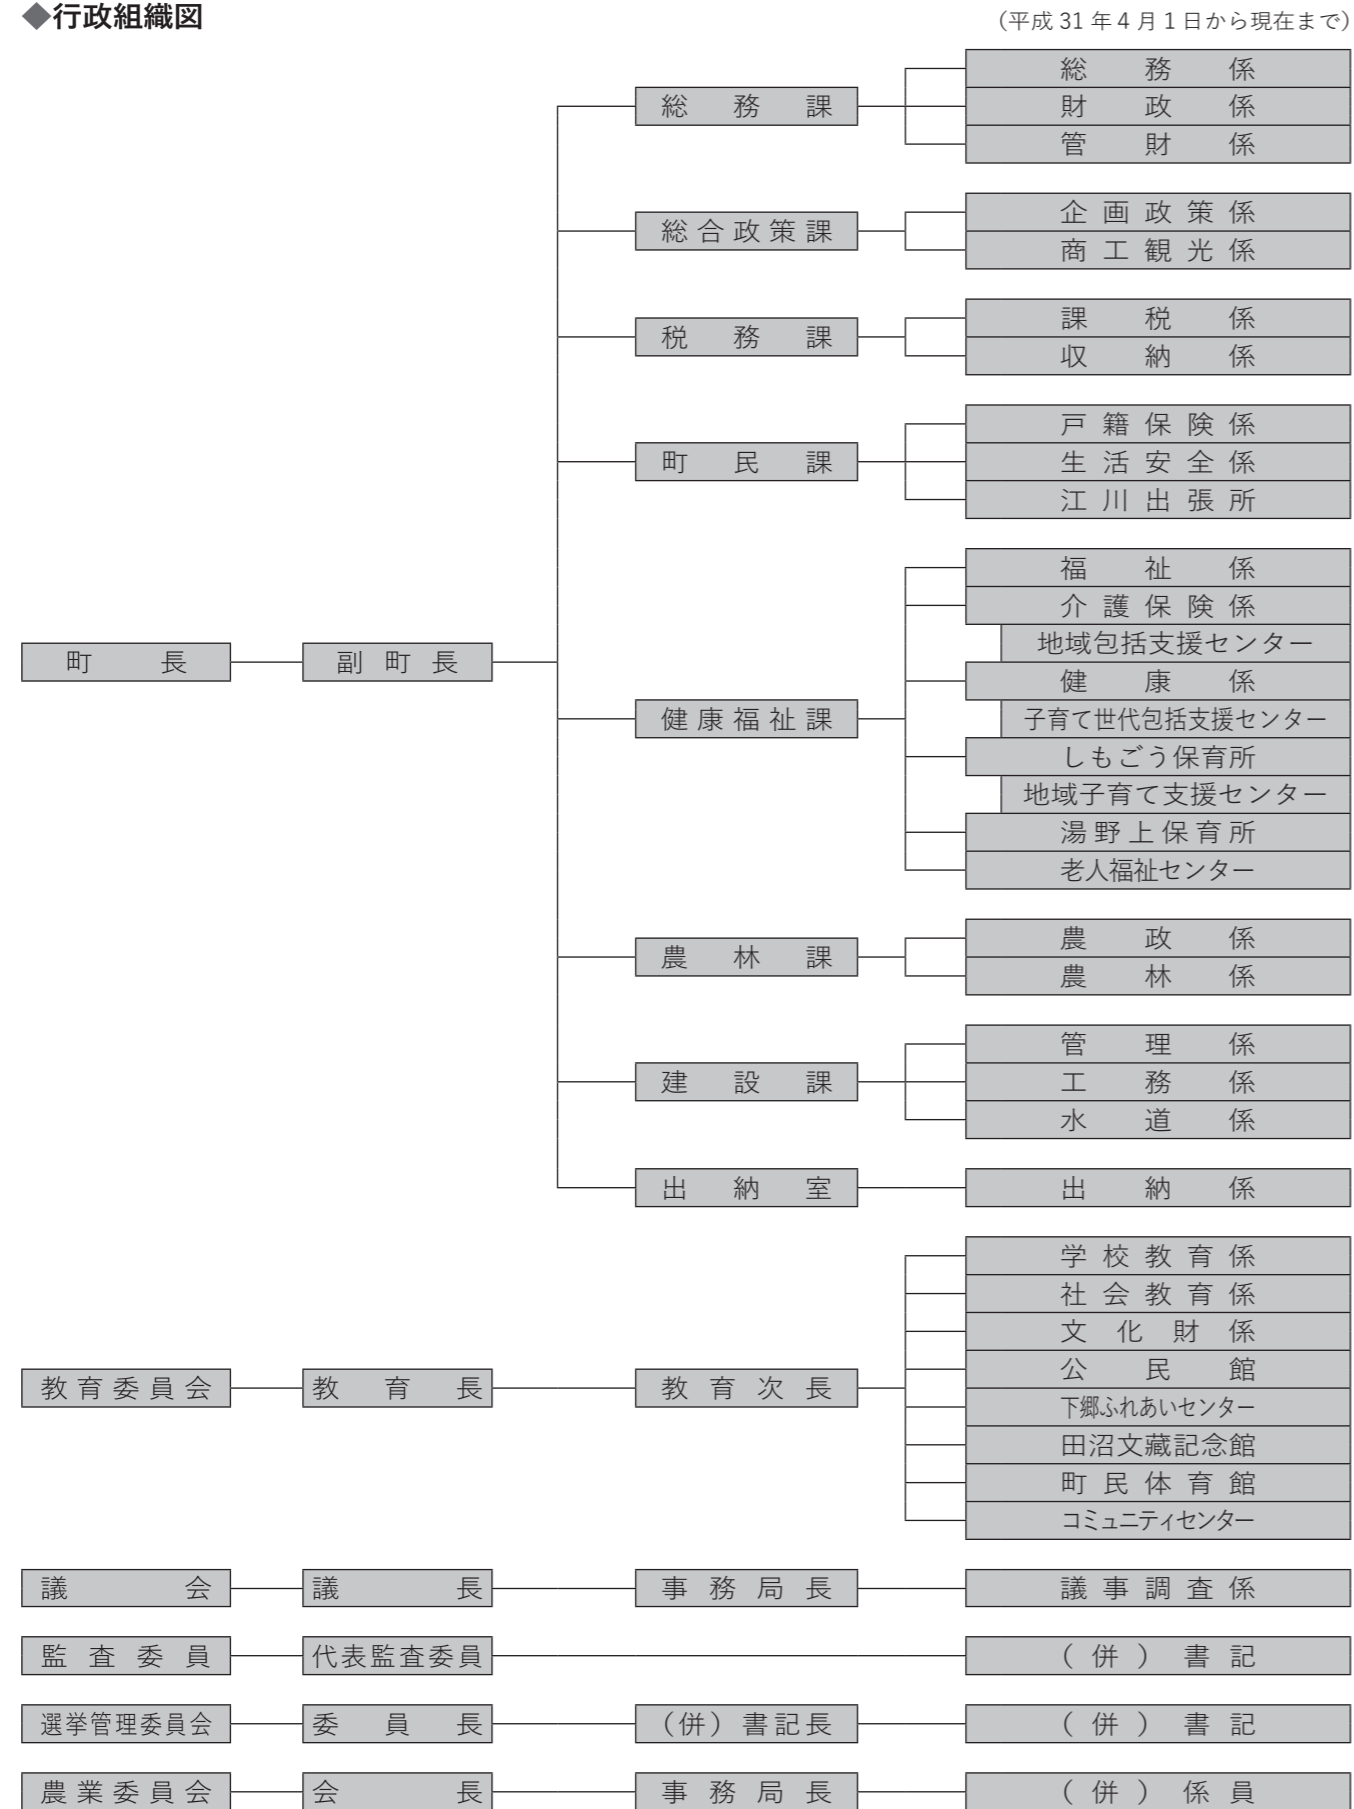 ◆行政組織図
（平成 31 年 4 月 1 日から現在まで）
総務課
総務係
財政係
管財係
総合政策課
企画政策係
商工観光係
税務課
課税係
収納係
町民課
戸籍保険係
生活安全係
江川出張所
町長
副町長
健康福祉課
福祉係
介護保険係
地域包括支援センター
健康係
子育て世代包括支援センター
しもごう保育所
地域子育て支援センター
湯野上保育所
老人福祉センター
農林課
農政係
農林係
建設課
管理係
工務係
水道係
出納室
出納係
教育委員会
教育長
教育次長
学校教育係
社会教育係
文化財係
公民館
下郷ふれあいセンター
田沼文蔵記念館
町民体育館
コミュニティセンター
議会
議長
事務局長
議事調査係
監査委員
代表監査委員
（併）書記
選挙管理委員会
委員長
（併）書記長
（併）書記
農業委員会
会長
事務局長
（併）係員